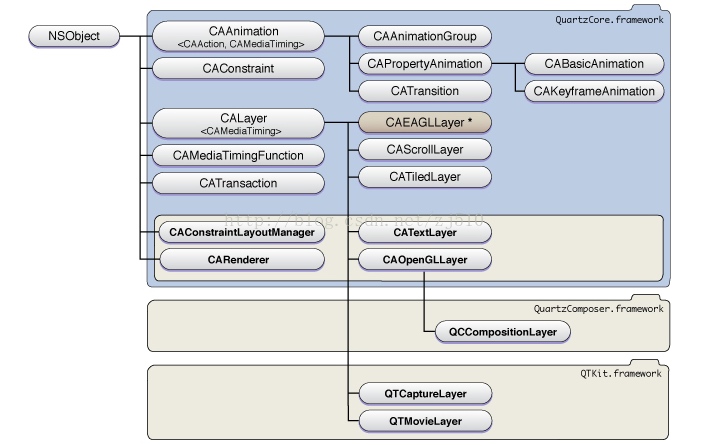 QuartzCore.framework
NSObject
CAAnimation
<CAAction, CAMediaTiming>
CAAnimationGroup
CAConstraint
CAPropertyAnimation
CABasicAnimation
CATransition
CAKeyframeAnimation
CALayer
<CAMediaTiming>
CAEAGLLayer *
CAMediaTimingFunction
CAScrollLayer
CATransaction
CATiledLayer
http://blog.csdn.net/zj510
CAConstraintLayoutManager
CATextLayer
CARenderer
CAOpenGLLayer
QuartzComposer.framework
QCCompositionLayer
QTKit.framework
QTCaptureLayer
QTMovieLayer